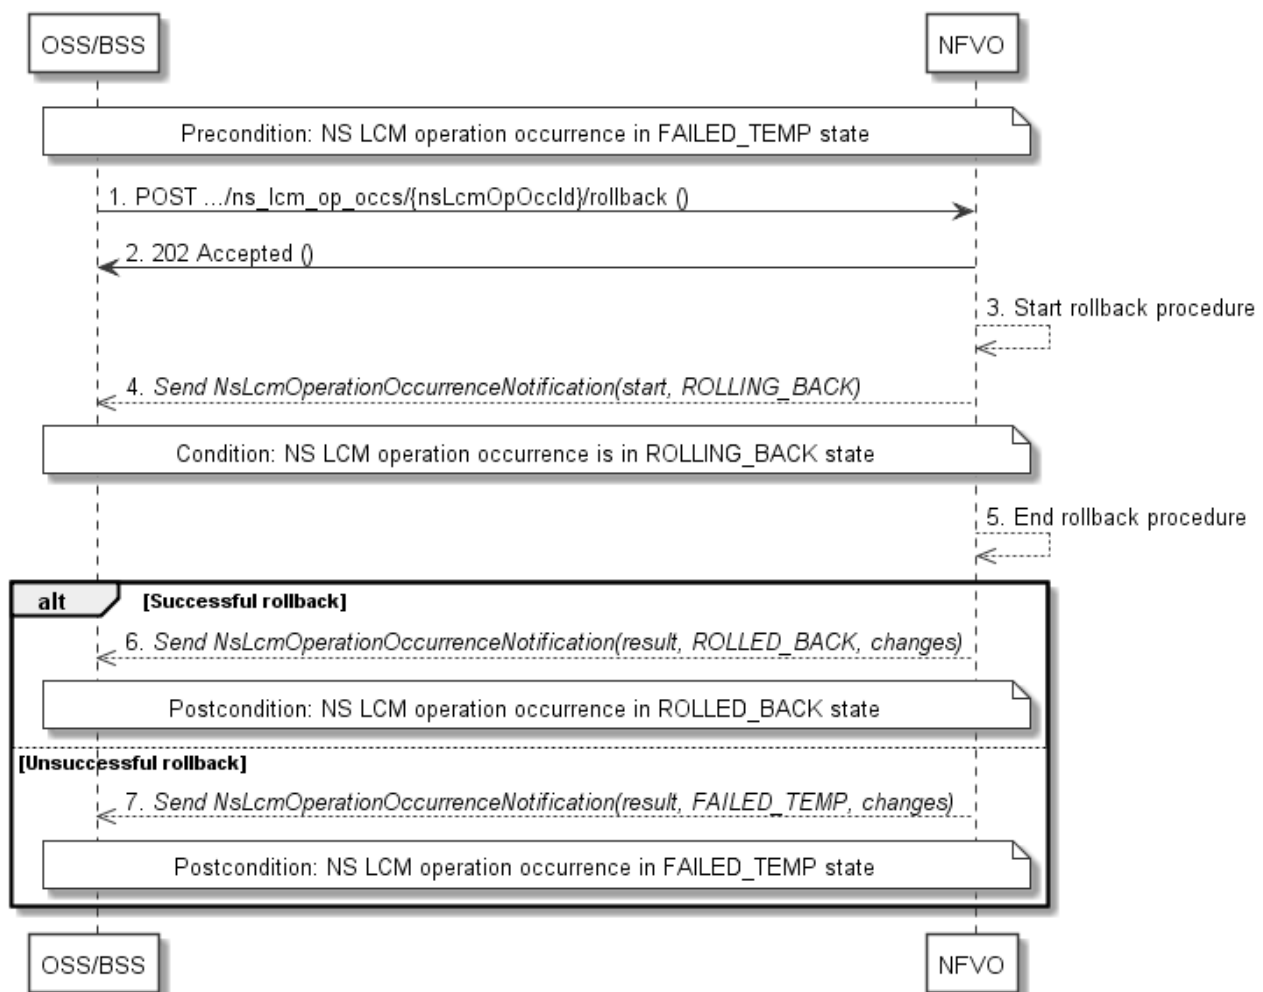 OSS/BSS
NFVO
Precondition: NS LCM operation occurrence in FAILED_TEMP state
1. POST .../ns_lcm_op_occs/{nsLcmOpOccId}/rollback ()
2. 202 Accepted ()
3. Start rollback procedure
4. Send NsLcmOperationOccurrenceNotification(start, ROLLING_BACK)
Condition: NS LCM operation occurrence is in ROLLING_BACK state
5. End rollback procedure
alt
[Successful rollback]
6. Send NsLcmOperationOccurrenceNotification(result, ROLLED_BACK, changes)
Postcondition: NS LCM operation occurrence in ROLLED_BACK state
[Unsuccessful rollback]
7. Send NsLcmOperationOccurrenceNotification(result, FAILED_TEMP, changes)
Postcondition: NS LCM operation occurrence in FAILED_TEMP state
OSS/BSS
NFVO